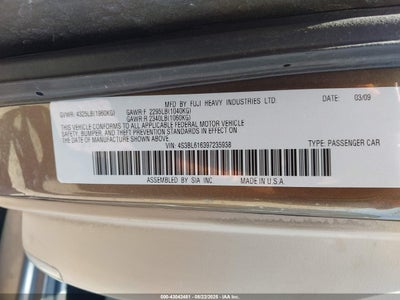 MFD BY FUJI HEAVY INDUSTRIES LTD. DATE: 03/09
GVWR: 4325LB(1960KG) GAWR:F 2295LB(1040KG)
GAWR:R 2340LB(1060KG)
THIS VEHICLE CONFORMS TO ALL APPLICABLE FEDERAL MOTOR VEHICLE
SAFETY, BUMPER, AND THEFT PREVENTION STANDARDS IN EFFECT ON
THE DATE OF MANUFACTURE SHOWN ABOVE.
VIN: 4S3BL616397235938 TYPE: PASSENGER CAR
ASSEMBLED BY SIA INC. MADE IN U.S.A.
000-43042461 - 08/22/2025 - IAA Inc.